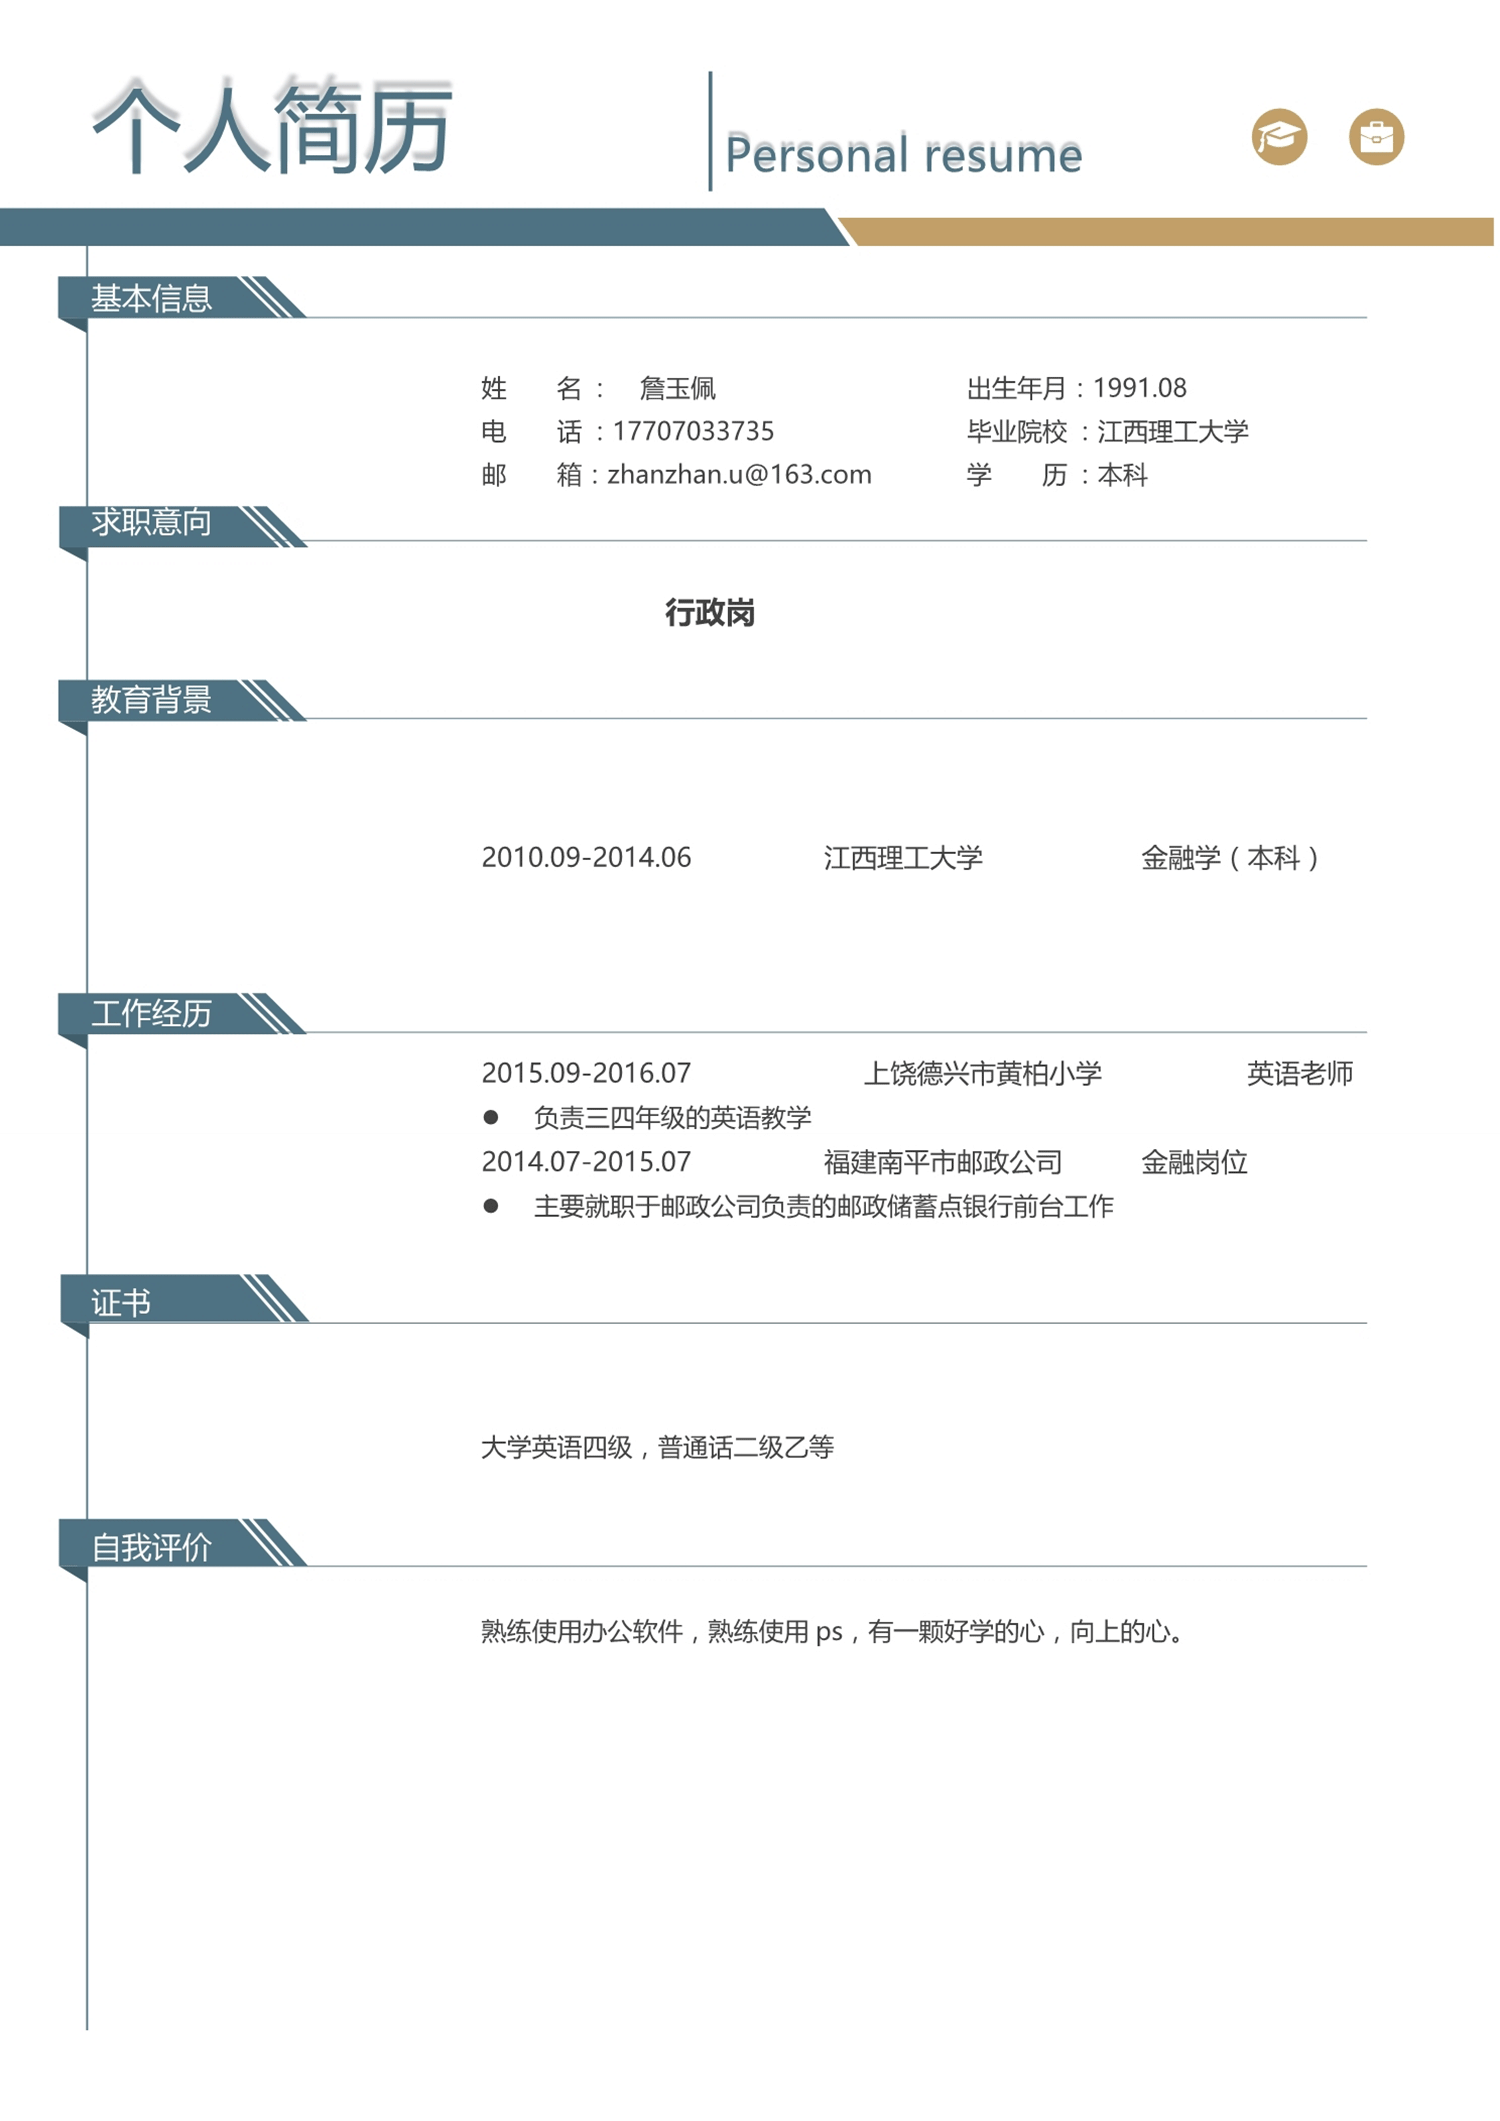 个人简历
Personal resume
基本信息
姓 名 : 詹玉佩 出生年月：1991.08
电 话 ：17707033735 毕业院校 ：江西理工大学
邮 箱：zhanzhan.u@163.com 学 历 ：本科
求职意向
行政岗
教育背景
2010.09-2014.06 江西理工大学 金融学（本科）
工作经历
2015.09-2016.07 上饶德兴市黄柏小学 英语老师
● 负责三四年级的英语教学
2014.07-2015.07 福建南平市邮政公司 金融岗位
● 主要就职于邮政公司负责的邮政储蓄点银行前台工作
证书
大学英语四级，普通话二级乙等
自我评价
熟练使用办公软件，熟练使用 ps，有一颗好学的心，向上的心。